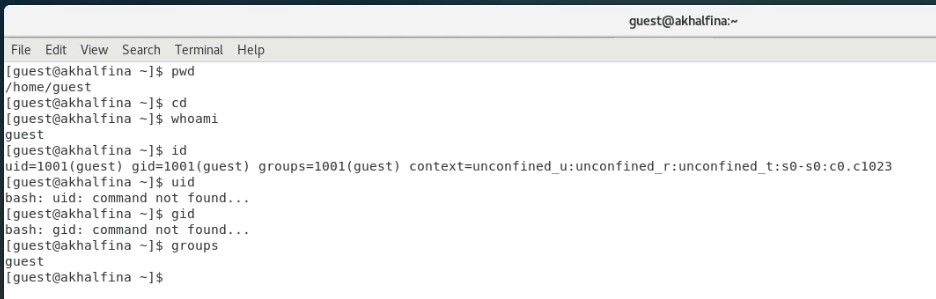 guest@akhalfina:~
File Edit View Search Terminal Help
[guest@akhalfina ~]$ pwd
/home/guest
[guest@akhalfina ~]$ cd
[guest@akhalfina ~]$ whoami
guest
[guest@akhalfina ~]$ id
uid=1001(guest) gid=1001(guest) groups=1001(guest) context=unconfined_u:unconfined_r:unconfined_t:s0-s0:c0.c1023
[guest@akhalfina ~]$ uid
bash: uid: command not found...
[guest@akhalfina ~]$ gid
bash: gid: command not found...
[guest@akhalfina ~]$ groups
guest
[guest@akhalfina ~]$